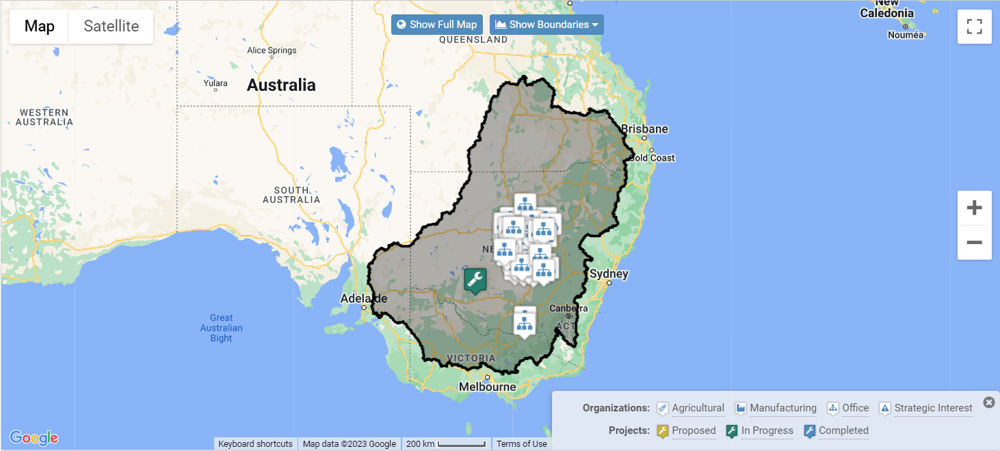 Map
Satellite
Show Full Map
Show Boundaries
New
Caledonia
Nouméa
QUEENSLAND
Alice Springs
Yulara
Australia
WESTERN
AUSTRALIA
Brisbane
Gold Coast
SOUTH
AUSTRALIA
NE
Sydney
Adelaide
Canberra
ACT
Great
Australian
Bight
VICTORIA
Melbourne
Organizations: Agricultural Manufacturing Office Strategic Interest
Projects: Proposed In Progress Completed
Google
Keyboard shortcuts
Map data ©2023 Google
200 km
Terms of Use